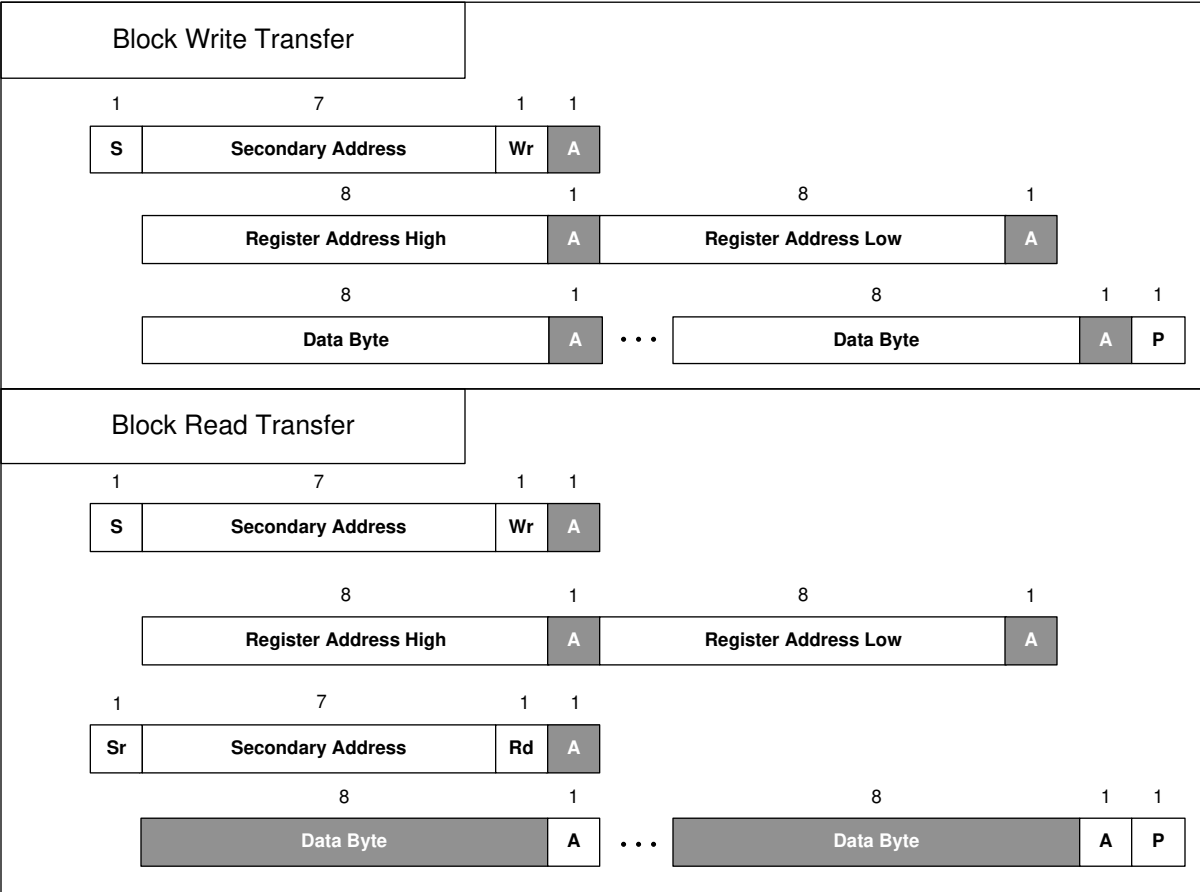 Block Write Transfer
1 7 1 1
S Secondary Address Wr A
8 1 8 1
Register Address High A Register Address Low A
8 1 8 1 1
Data Byte A • • • Data Byte A P
Block Read Transfer
1 7 1 1
S Secondary Address Wr A
8 1 8 1
Register Address High A Register Address Low A
1 7 1 1
Sr Secondary Address Rd A
8 1 8 1 1
Data Byte A • • • Data Byte A P